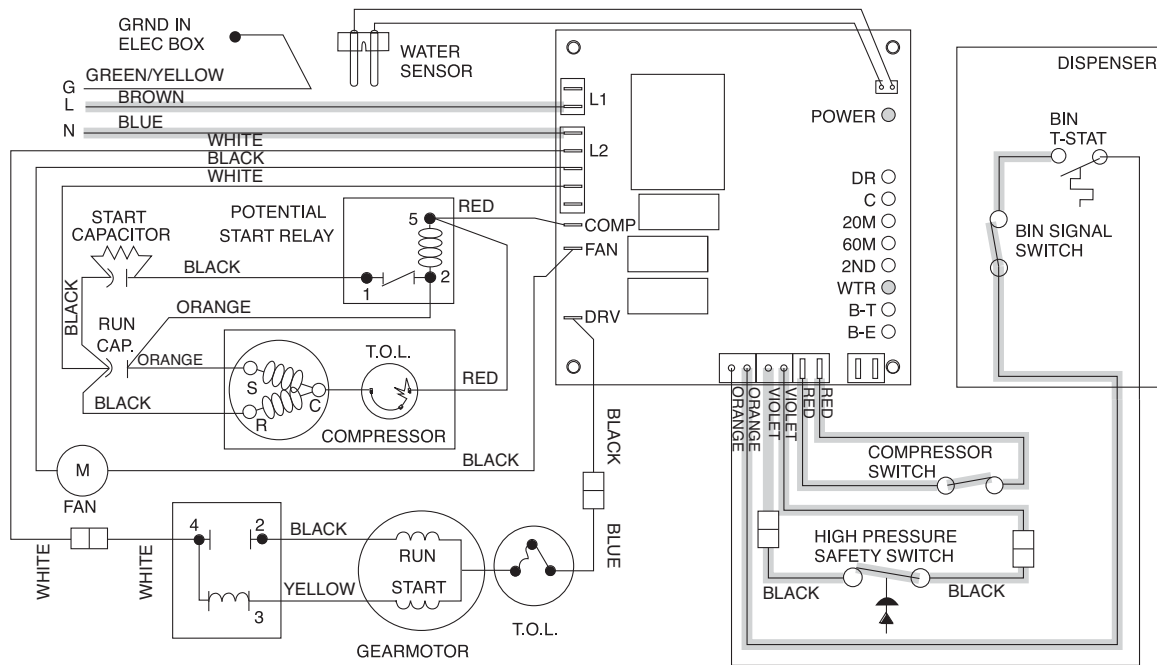 GRND IN
ELEC BOX
WATER
SENSOR
DISPENSER
G GREEN/YELLOW
L BROWN
L1
N BLUE
POWER
WHITE
L2
BLACK
WHITE
BIN
T-STAT
DR
C
20M
60M
2ND
WTR
B-T
B-E
BIN SIGNAL
SWITCH
START
CAPACITOR
POTENTIAL
START RELAY
5
RED
COMP
FAN
BLACK
1
2
BLACK
RUN
CAP.
ORANGE
DRV
ORANGE
T.O.L.
S
C
R
RED
BLACK
COMPRESSOR
ORANGE
ORANGE
VIOLET
VIOLET
RED
RED
BLACK
M
FAN
BLACK
COMPRESSOR
SWITCH
4
2
BLACK
RUN
BLUE
HIGH PRESSURE
SAFETY SWITCH
WHITE
WHITE
YELLOW
START
3
BLACK
BLACK
GEARMOTOR
T.O.L.